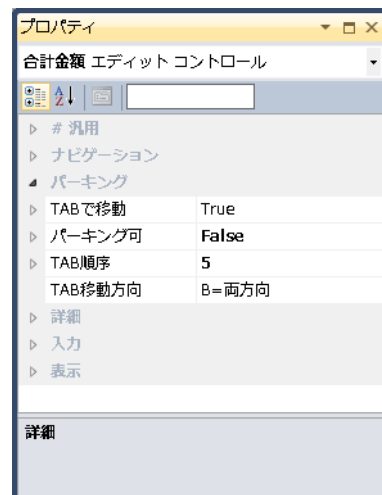 プロパティ
合計金額 エディット コントロール
# 汎用
ナビゲーション
パーキング
TABで移動 True
パーキング可 False
TAB順序 5
TAB移動方向 B=両方向
詳細
入力
表示
詳細